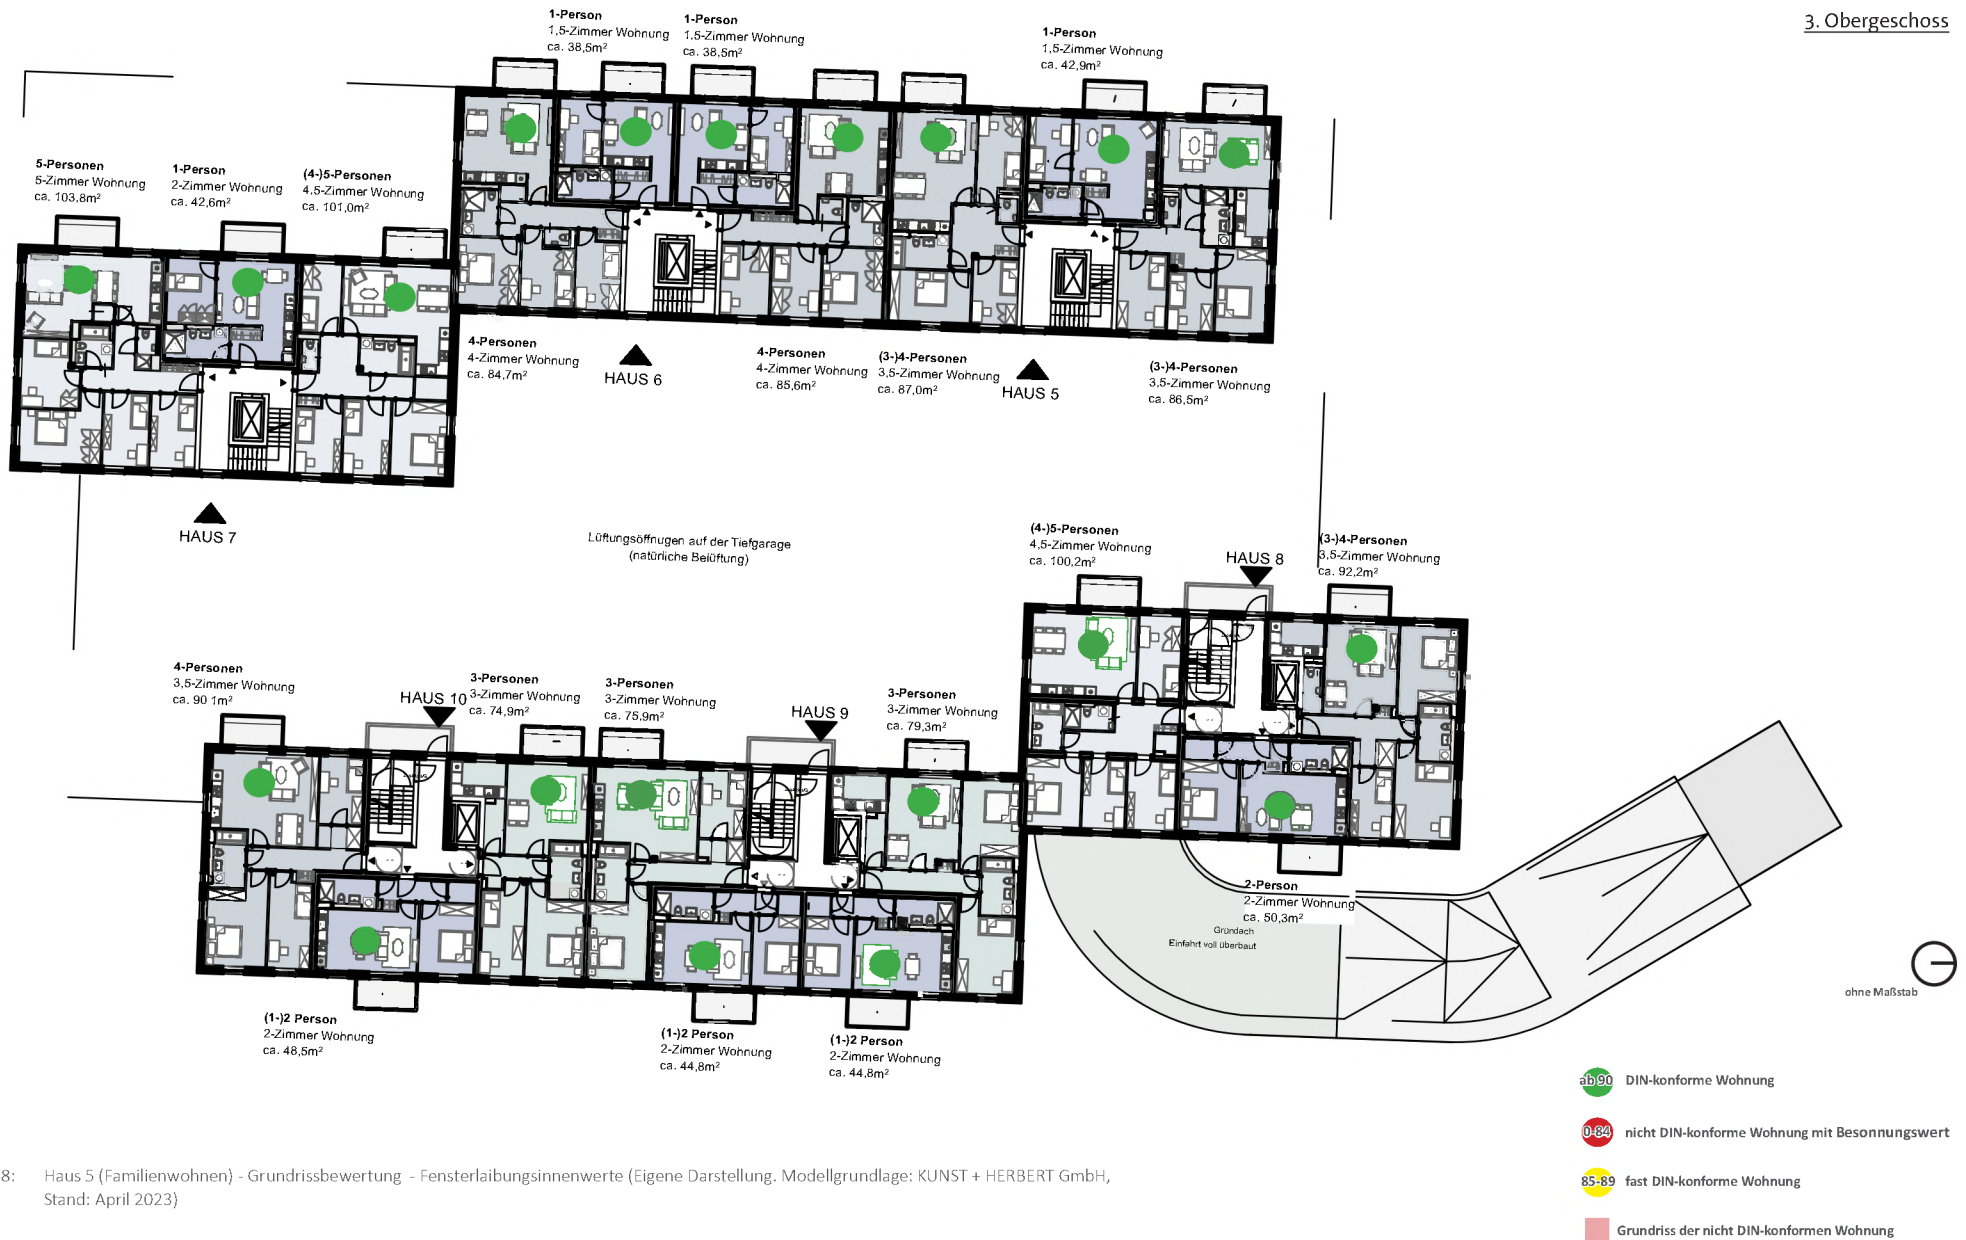 3. Obergeschoss
1-Person
1,5-Zimmer Wohnung
ca. 38,5m²
1-Person
1,5-Zimmer Wohnung
ca. 38,5m²
1-Person
1,5-Zimmer Wohnung
ca. 42,9m²
5-Personen
5-Zimmer Wohnung
ca. 103,8m²
1-Person
2-Zimmer Wohnung
ca. 42,6m²
(4-)5-Personen
4,5-Zimmer Wohnung
ca. 101,0m²
4-Personen
4-Zimmer Wohnung
ca. 84,7m²
HAUS 6
4-Personen
4-Zimmer Wohnung
ca. 85,6m²
(3-)4-Personen
3,5-Zimmer Wohnung
ca. 87,0m²
HAUS 5
(3-)4-Personen
3,5-Zimmer Wohnung
ca. 86,5m²
HAUS 7
Lüftungsöffnugen auf der Tiefgarage
(natürliche Belüftung)
(4-)5-Personen
4,5-Zimmer Wohnung
ca. 100,2m²
HAUS 8
(3-)4-Personen
3,5-Zimmer Wohnung
ca. 92,2m²
4-Personen
3,5-Zimmer Wohnung
ca. 90 1m²
HAUS 10
3-Personen
3-Zimmer Wohnung
ca. 74,9m²
3-Personen
3-Zimmer Wohnung
ca. 75,9m²
HAUS 9
3-Personen
3-Zimmer Wohnung
ca. 79,3m²
2-Person
2-Zimmer Wohnung
ca. 50,3m²
Gründach
Einfahrt voll überbaut
(1-)2 Person
2-Zimmer Wohnung
ca. 48,5m²
(1-)2 Person
2-Zimmer Wohnung
ca. 44,8m²
(1-)2 Person
2-Zimmer Wohnung
ca. 44,8m²
ohne Maßstab
ab 90 DIN-konforme Wohnung
0-84 nicht DIN-konforme Wohnung mit Besonnungswert
85-89 fast DIN-konforme Wohnung
Grundriss der nicht DIN-konformen Wohnung
8: Haus 5 (Familienwohnen) - Grundrissbewertung - Fensterlaibungsinnenwerte (Eigene Darstellung. Modellgrundlage: KUNST + HERBERT GmbH,
Stand: April 2023)